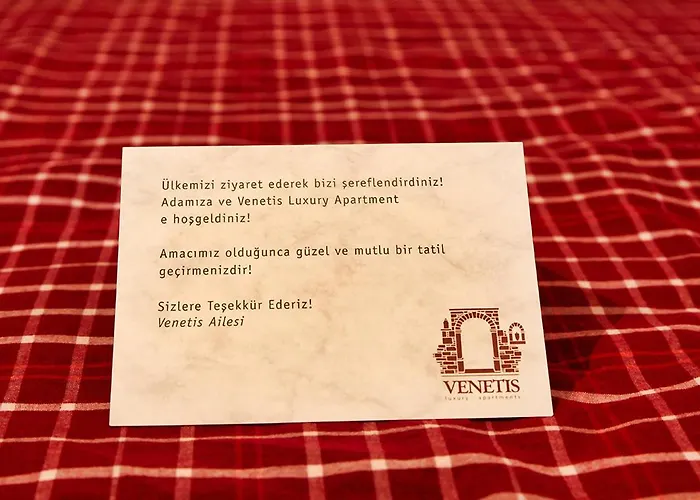 Ülkemizi ziyaret ederek bizi şereflendirdiniz!
Adamıza ve Venetis Luxury Apartment
e hoşgeldiniz!
Amacımız olduğunca güzel ve mutlu bir tatil
geçirmenizdir!
Sizlere Teşekkür Ederiz!
Venetis Ailesi
VENETIS
luxury apartments